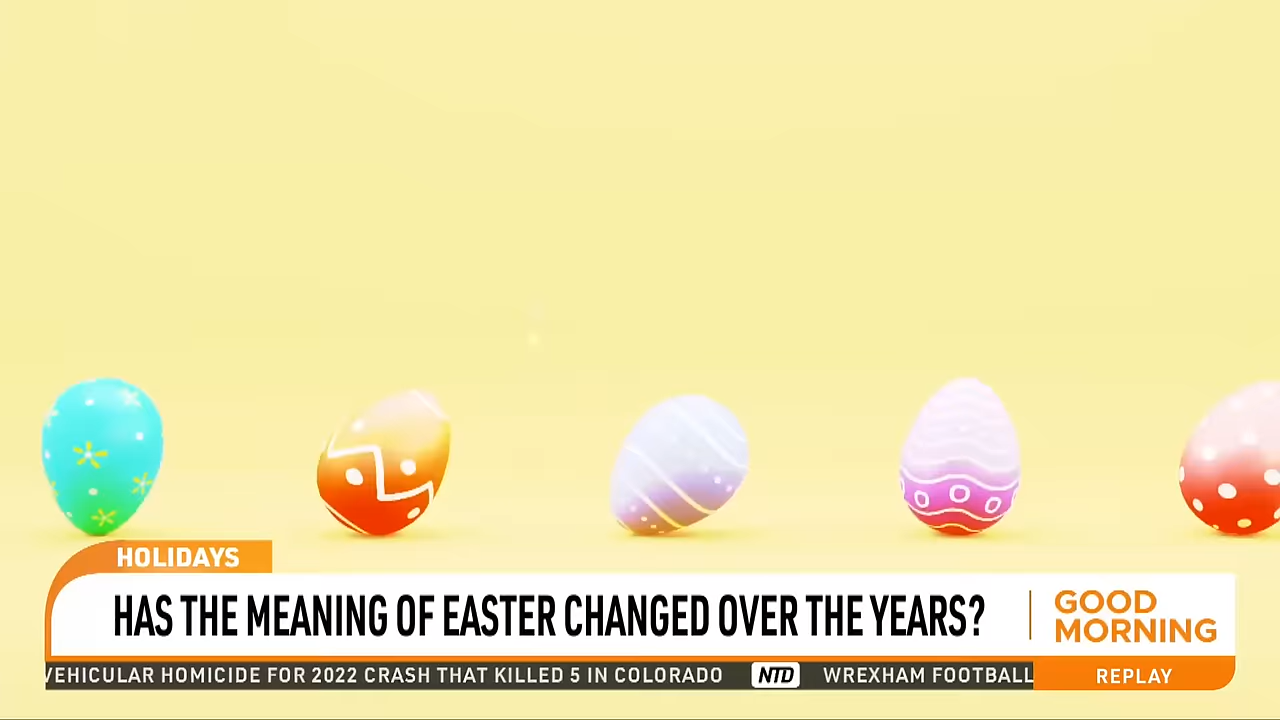 HOLIDAYS
HAS THE MEANING OF EASTER CHANGED OVER THE YEARS?
GOOD
MORNING
VEHICULAR HOMICIDE FOR 2022 CRASH THAT KILLED 5 IN COLORADO NTD WREXHAM FOOTBALL
REPLAY